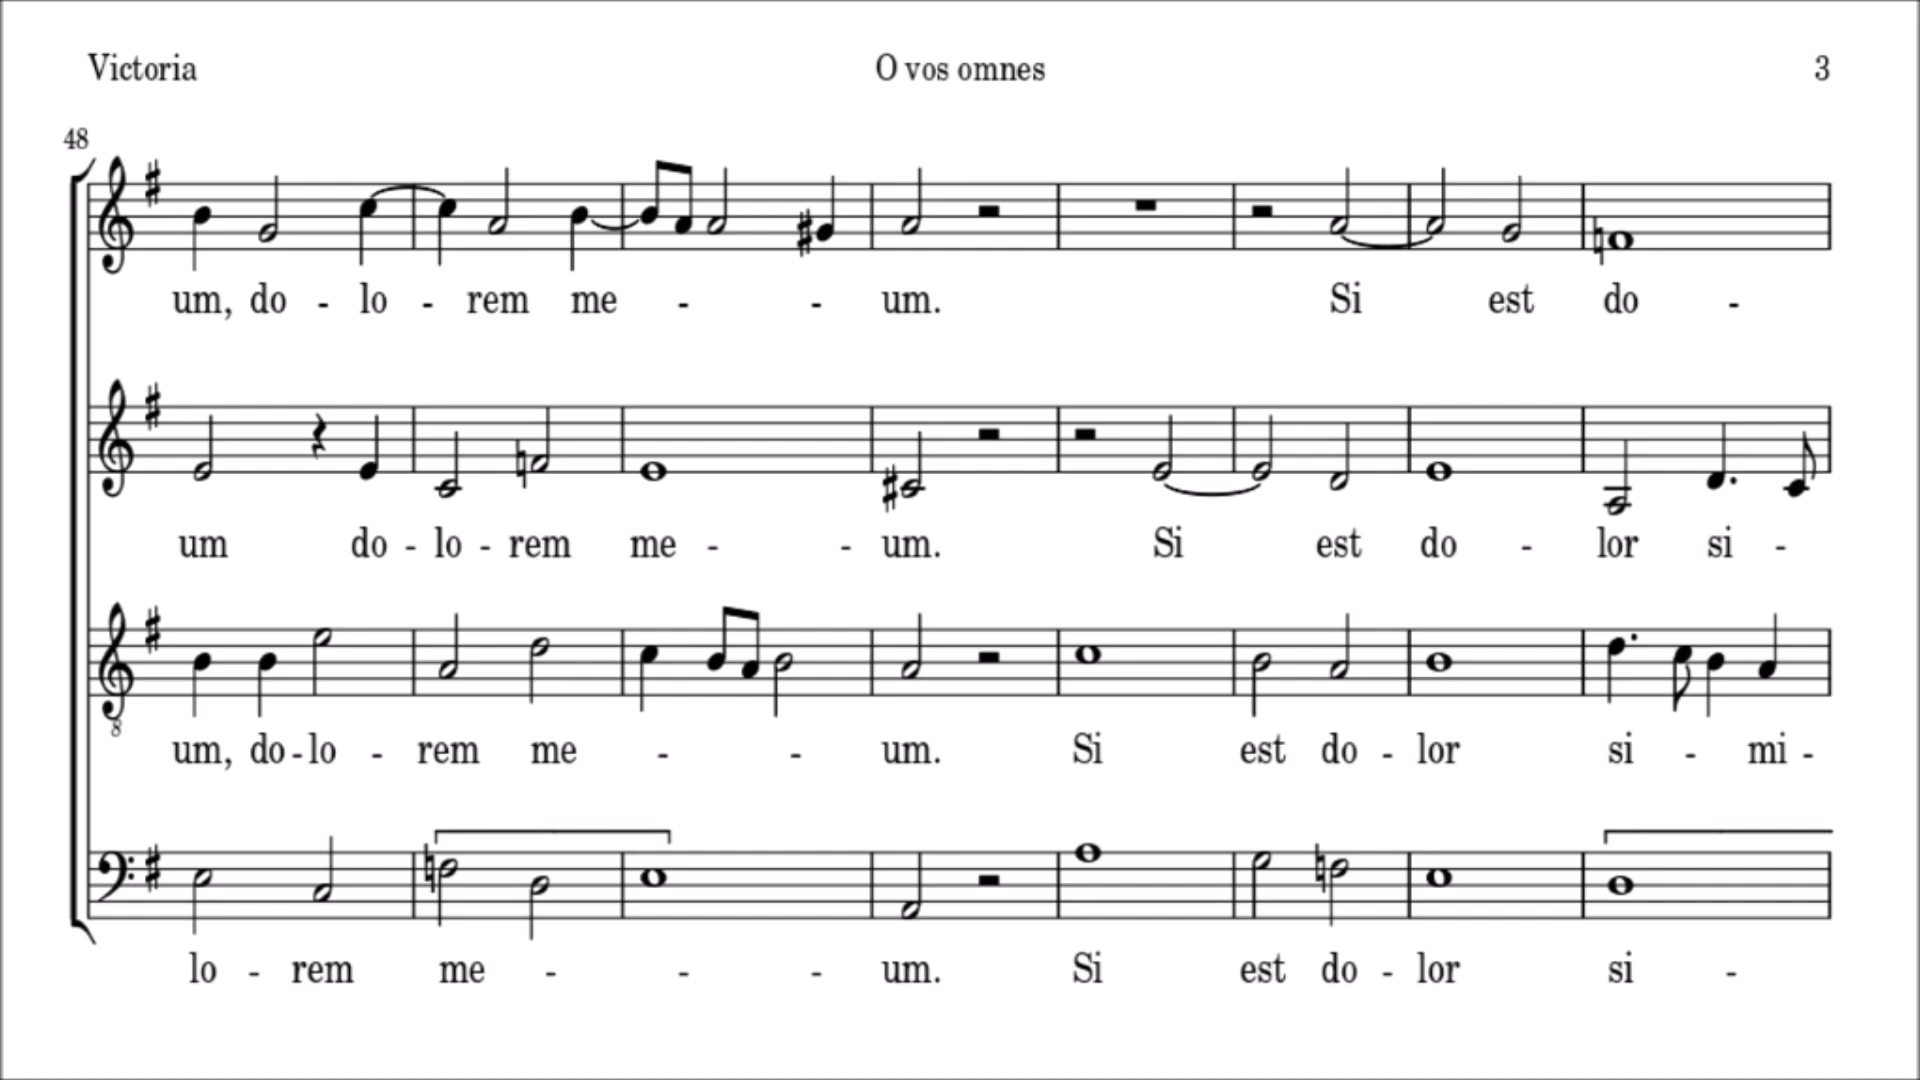 Victoria O vos omnes 3
48
um, do - lo - rem me - - um.  Si est do -
um do - lo - rem me - - um. Si est do - lor si -
8
um, do - lo - rem me - - um. Si est do - lor si - mi -
lo - rem me - - - um. Si est do - lor si -